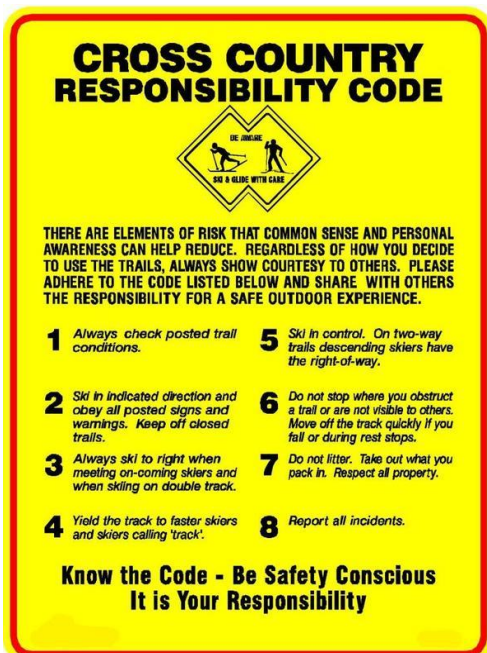 CROSS COUNTRY
RESPONSIBILITY CODE
BE AWARE
SKI & GLIDE WITH CARE
THERE ARE ELEMENTS OF RISK THAT COMMON SENSE AND PERSONAL
AWARENESS CAN HELP REDUCE. REGARDLESS OF HOW YOU DECIDE
TO USE THE TRAILS, ALWAYS SHOW COURTESY TO OTHERS. PLEASE
ADHERE TO THE CODE LISTED BELOW AND SHARE WITH OTHERS
THE RESPONSIBILITY FOR A SAFE OUTDOOR EXPERIENCE.
1 Always check posted trail
conditions.
2 Ski in indicated direction and
obey all posted signs and
warnings. Keep off closed
trails.
3 Always ski to right when
meeting on-coming skiers and
when skiing on double track.
4 Yield the track to faster skiers
and skiers calling 'track'.
5 Ski in control. On two-way
trails descending skiers have
the right-of-way.
6 Do not stop where you obstruct
a trail or are not visible to others.
Move off the track quickly if you
fall or during rest stops.
7 Do not litter. Take out what you
pack in. Respect all property.
8 Report all incidents.
Know the Code - Be Safety Conscious
It is Your Responsibility